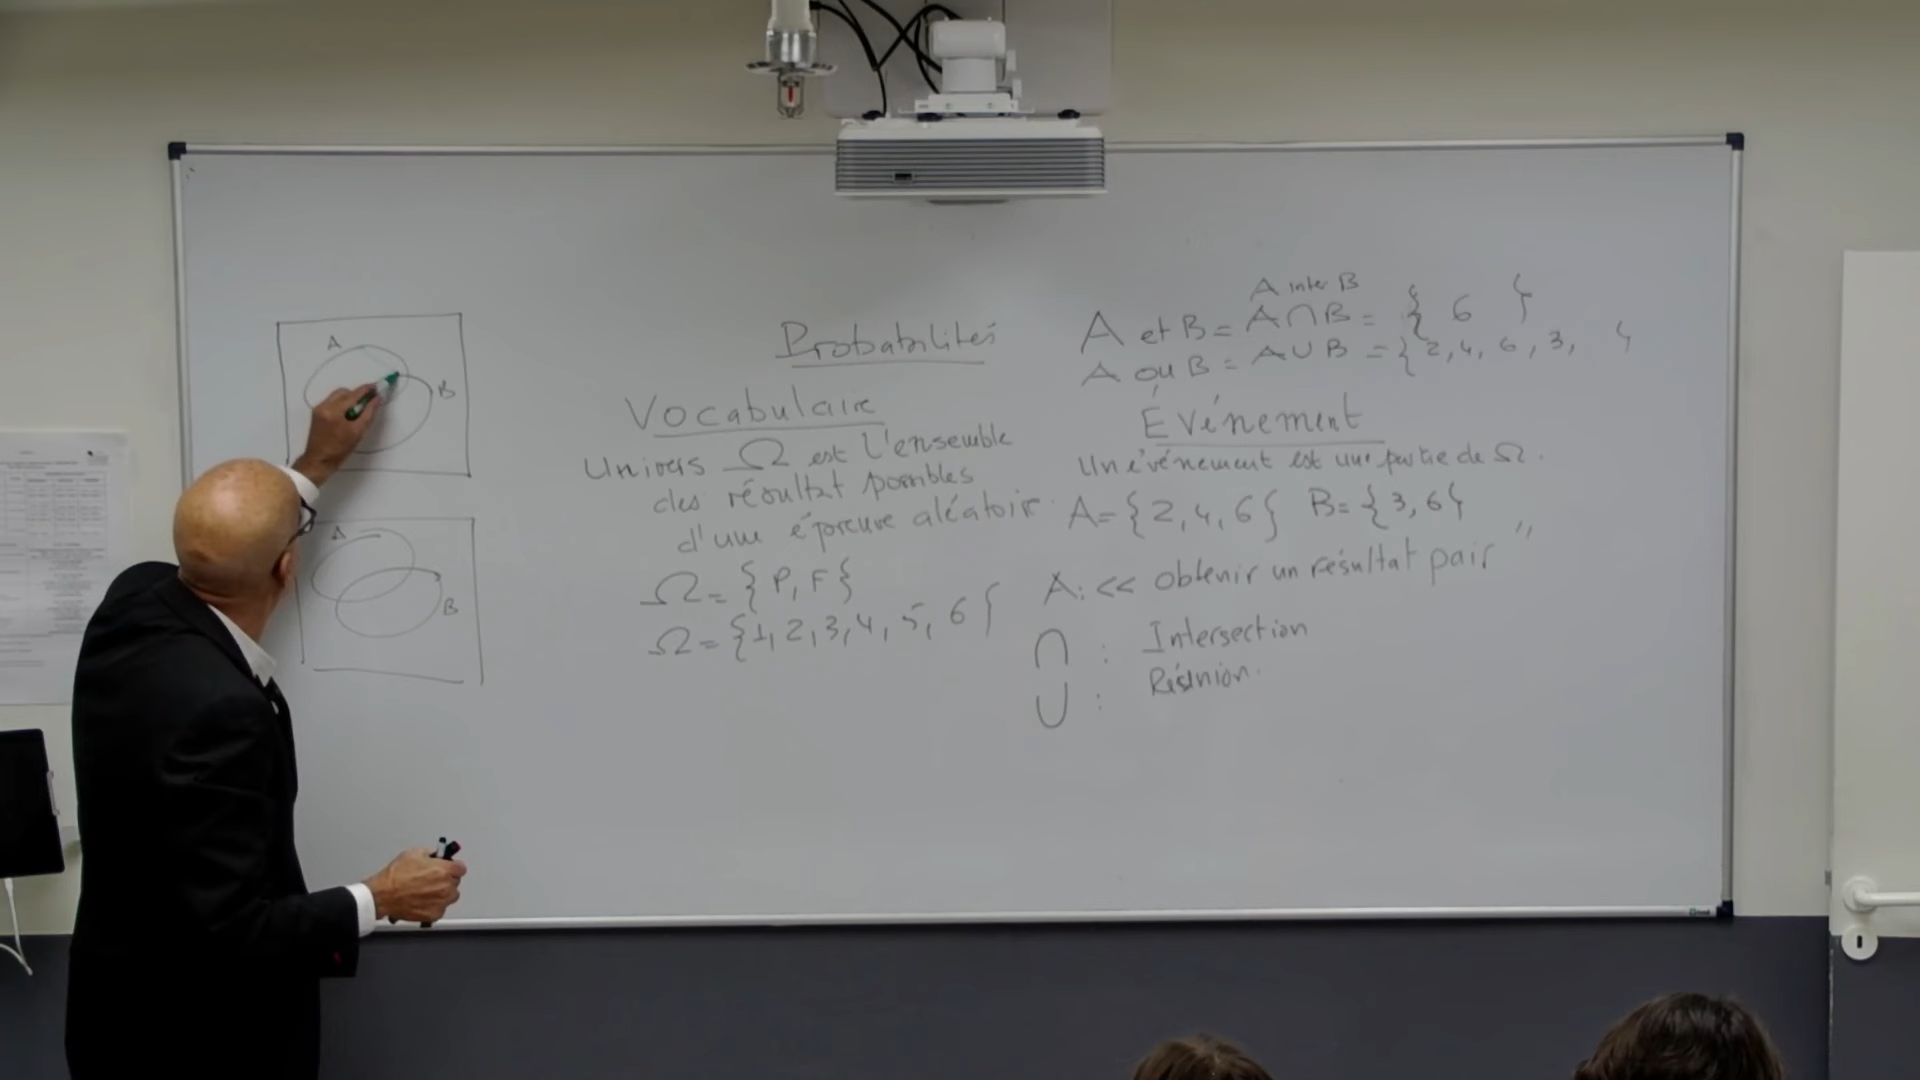 A
B
A
B
Probabilités
Vocabulaire
Univers Ω est l'ensemble
des résultat possibles
d'une épreuve aléatoire.
Ω = { P, F }
Ω = { 1, 2, 3, 4, 5, 6 }
A inter B
A et B = A ∩ B = { 6 }
A ou B = A ∪ B = { 2, 4, 6, 3, }
Événement
Un événement est une partie de Ω.
A = { 2, 4, 6 } B = { 3, 6 }
A: << obtenir un résultat pair "
∩ : Intersection
∪ : Réunion.